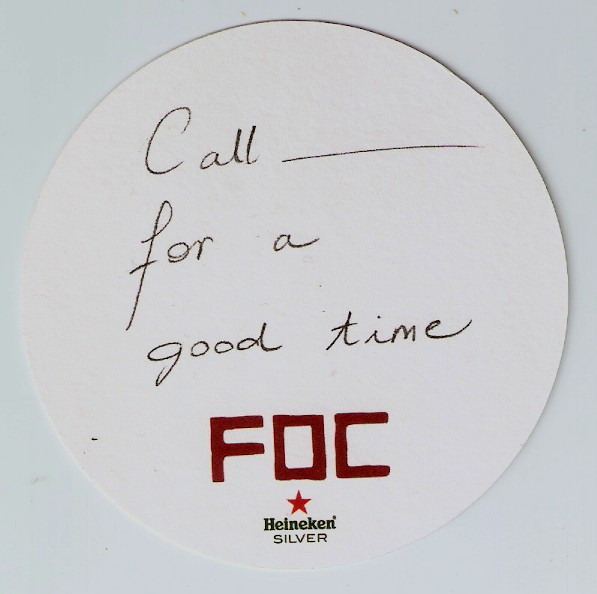 Call ———
for a
good time
FOC
Heineken®
SILVER